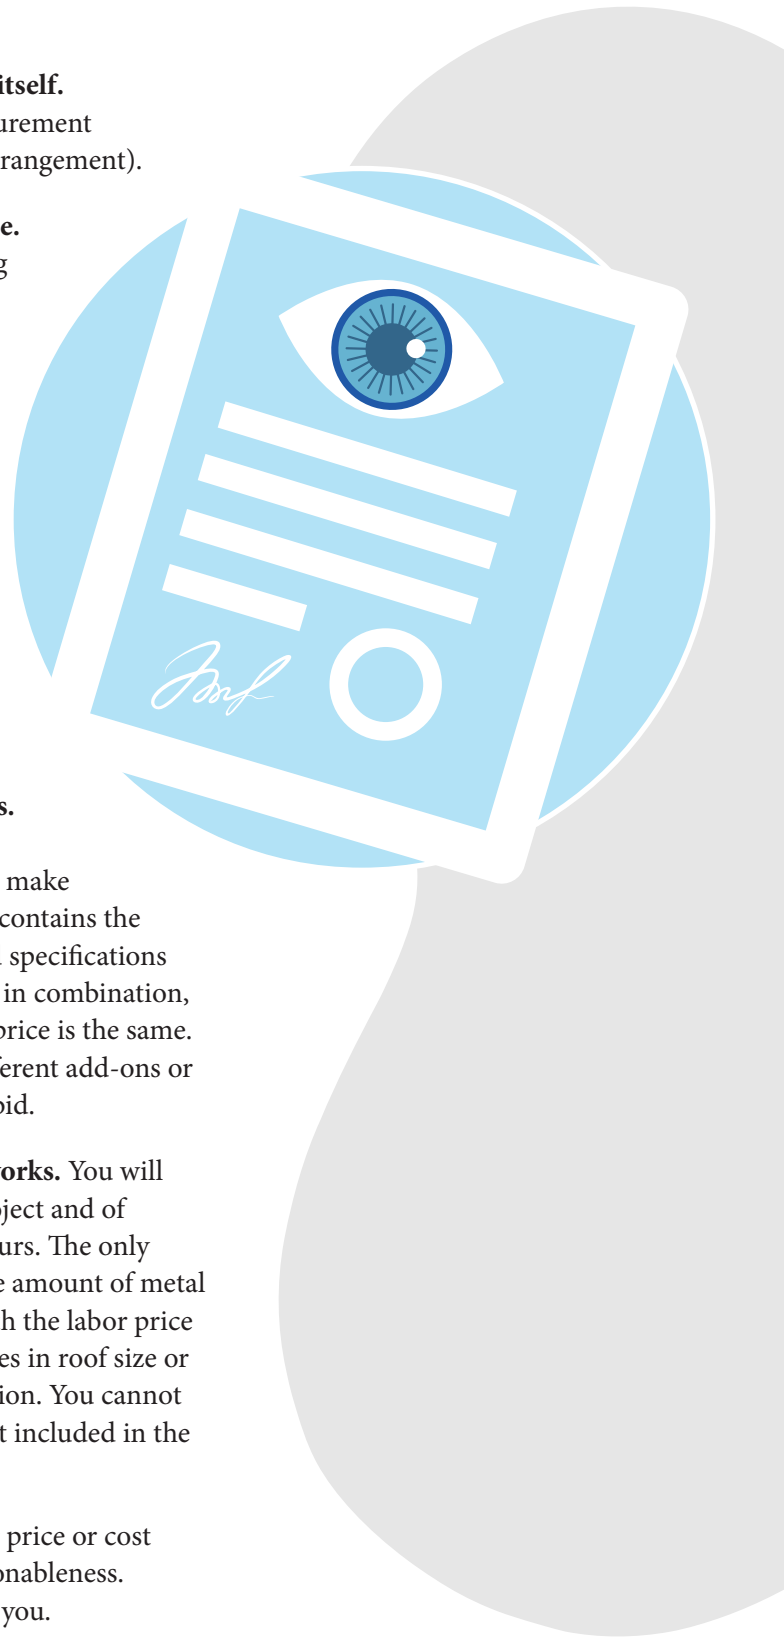 itself.
urement
rangement).
e.
g
s.
make
contains the
l specifications
in combination,
price is the same.
ferent add-ons or
bid.
works. You will
ject and of
urs. The only
e amount of metal
h the labor price
es in roof size or
ion. You cannot
t included in the
price or cost
onableness.
you.